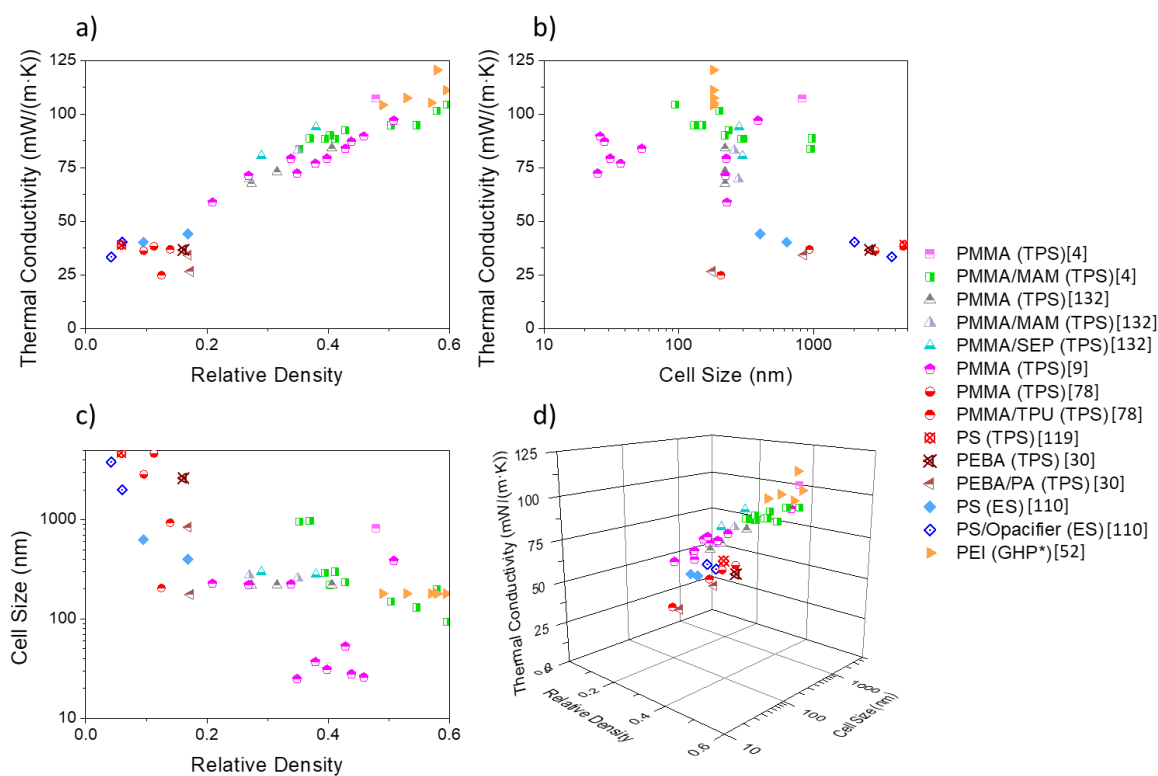 a)
Thermal Conductivity (mW/(m·K))
125
100
75
50
25
0
0.0
0.2
0.4
0.6
Relative Density
b)
Thermal Conductivity (mW/(m·K))
125
100
75
50
25
0
10
100
1000
Cell Size (nm)
PMMA (TPS)[4]
PMMA/MAM (TPS)[4]
PMMA (TPS)[132]
PMMA/MAM (TPS)[132]
PMMA/SEP (TPS)[132]
PMMA (TPS)[9]
PMMA (TPS)[78]
PMMA/TPU (TPS)[78]
PS (TPS)[119]
PEBA (TPS)[30]
PEBA/PA (TPS)[30]
PS (ES)[110]
PS/Opacifier (ES)[110]
PEI (GHP*)[52]
c)
Cell Size (nm)
1000
100
10
0.0
0.2
0.4
0.6
Relative Density
d)
Thermal Conductivity (mW/(m·K))
125
100
75
50
25
0.2
0.4
0.6
Relative Density
10
100
1000
Cell Size (nm)